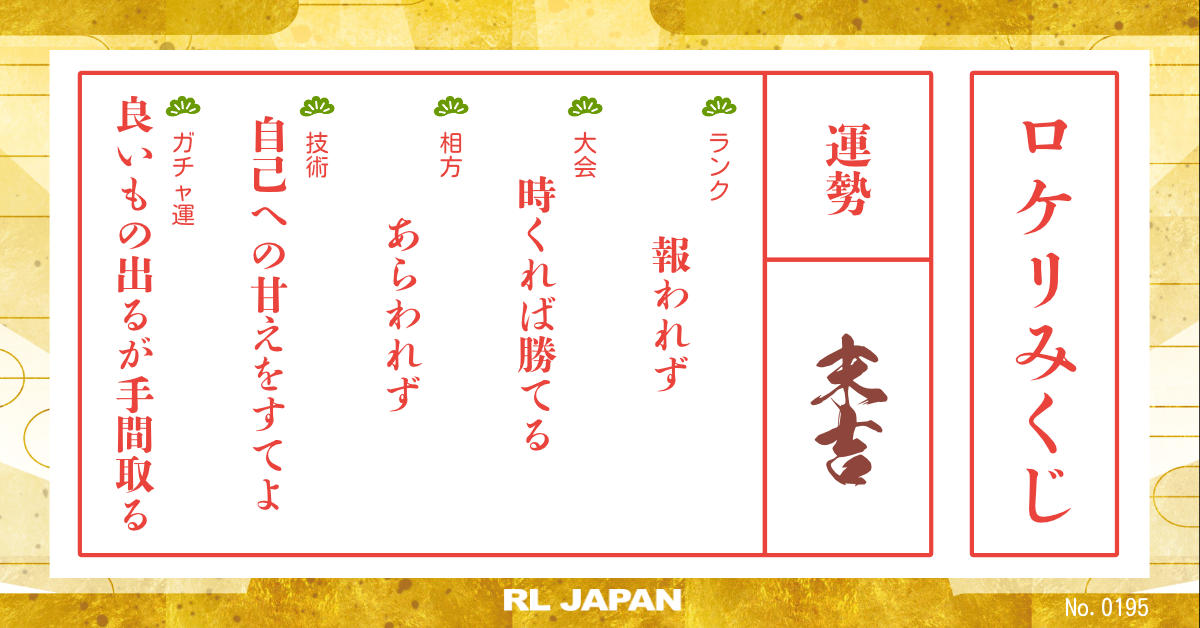 ロケリみくじ
運勢
末吉
ランク
報われず
大会
時くれば勝てる
相方
あらわれず
技術
自己への甘えをすてよ
ガチャ運
良いもの出るが手間取る
RL JAPAN
No. 0195